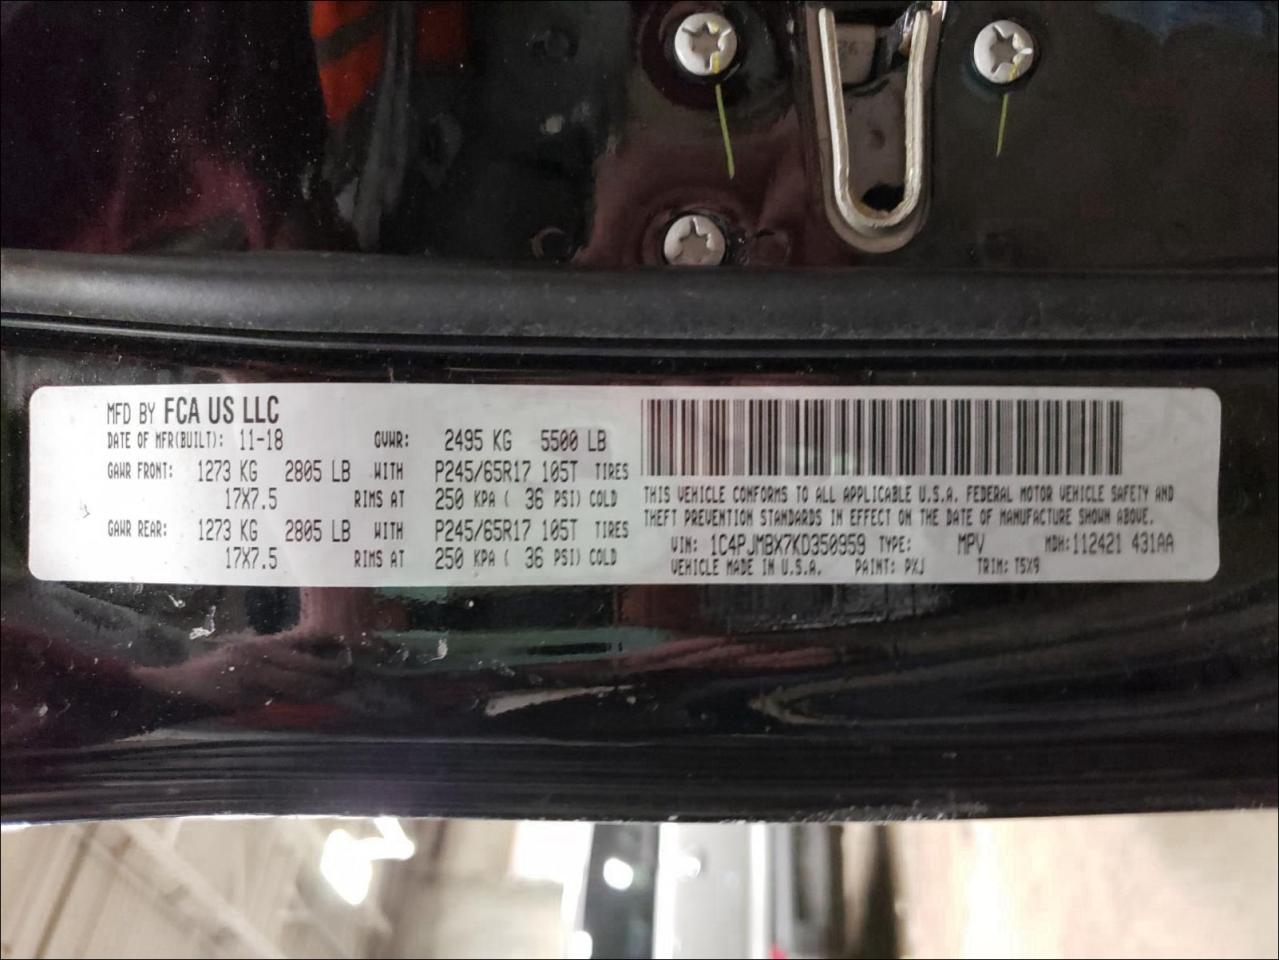 MFD BY FCA US LLC
DATE OF MFR(BUILT): 11-18 GVWR: 2495 KG 5500 LB
GAWR FRONT: 1273 KG 2805 LB WITH P245/65R17 105T TIRES
17X7.5 RIMS AT 250 KPA ( 36 PSI) COLD
GAWR REAR: 1273 KG 2805 LB WITH P245/65R17 105T TIRES
17X7.5 RIMS AT 250 KPA ( 36 PSI) COLD
THIS VEHICLE CONFORMS TO ALL APPLICABLE U.S.A. FEDERAL MOTOR VEHICLE SAFETY AND
THEFT PREVENTION STANDARDS IN EFFECT ON THE DATE OF MANUFACTURE SHOWN ABOVE.
VIN: 1C4PJMBX7KD350959 TYPE: MPV MDH:112421 431AA
VEHICLE MADE IN U.S.A. PAINT: PXJ TRIM: T5X9